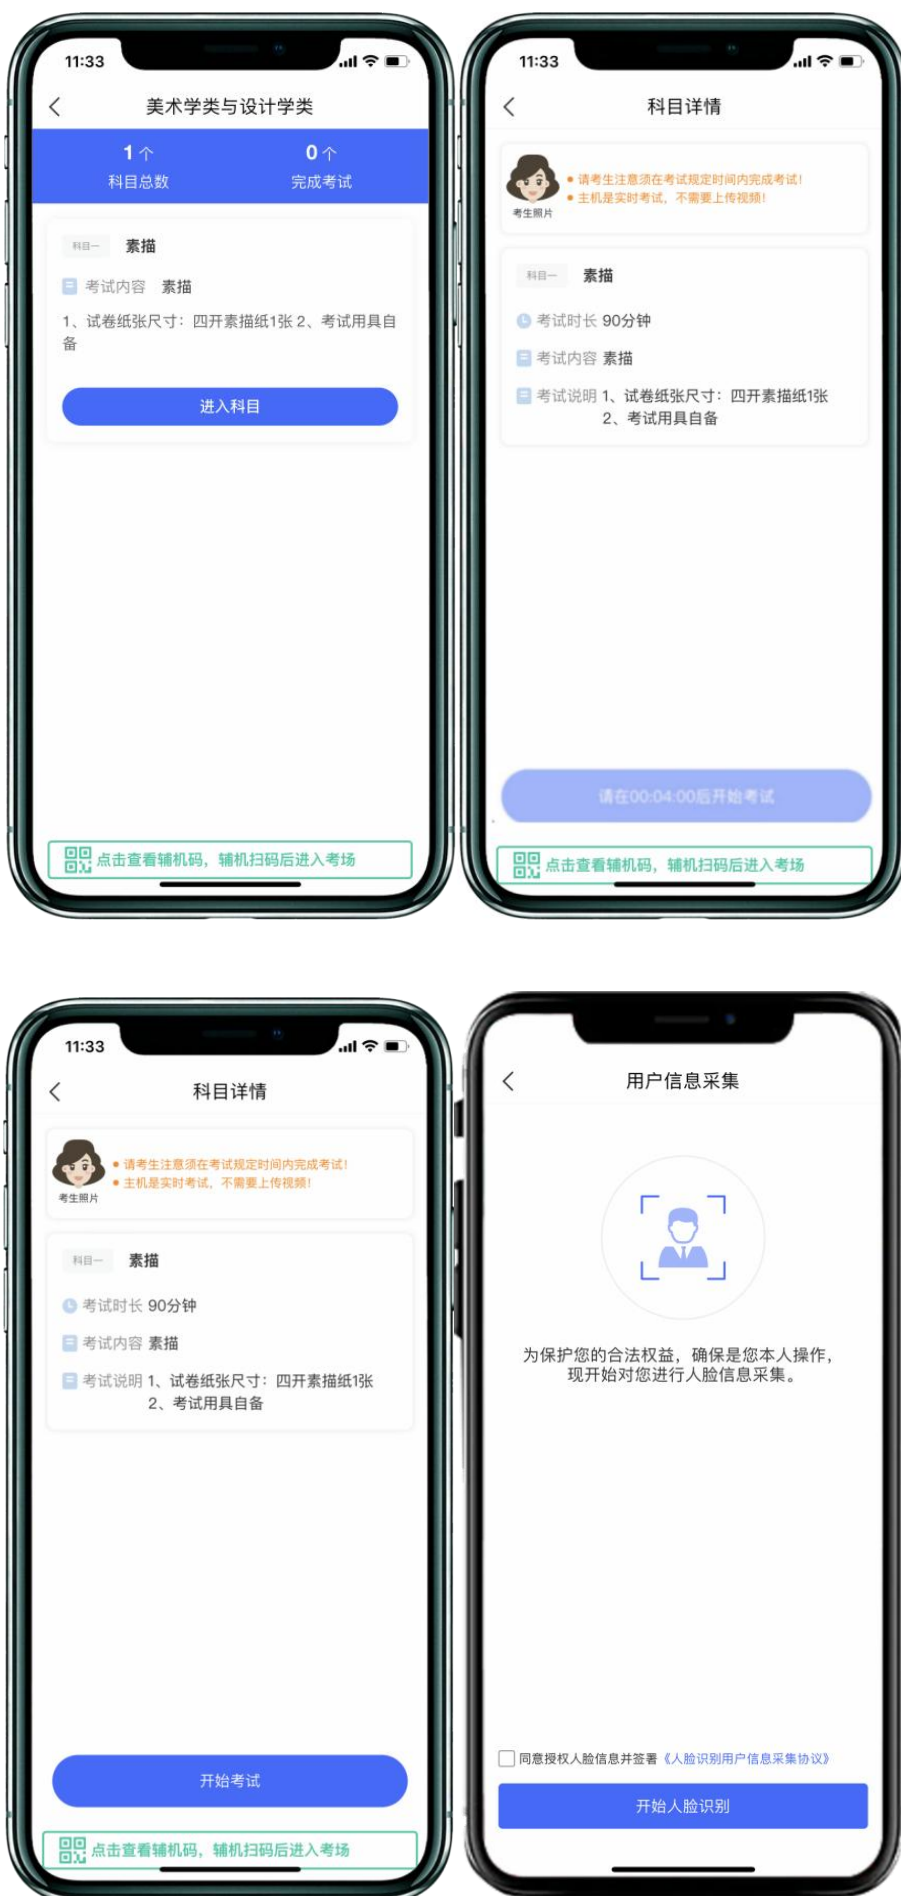 11:33
美术学类与设计学类
1个
0个
科目总数
完成考试
科目一 素描
考试内容 素描
1、试卷纸张尺寸：四开素描纸1张 2、考试用具自
备
进入科目
点击查看辅机码，辅机扫码后进入考场
11:33
科目详情
请考生注意须在考试规定时间内完成考试！
主机是实时考试，不需要上传视频！
考生照片
科目一 素描
考试时长 90分钟
考试内容 素描
考试说明 1、试卷纸张尺寸：四开素描纸1张
2、考试用具自备
请在00:04:00后开始考试
点击查看辅机码，辅机扫码后进入考场
11:33
科目详情
请考生注意须在考试规定时间内完成考试！
主机是实时考试，不需要上传视频！
考生照片
科目一 素描
考试时长 90分钟
考试内容 素描
考试说明 1、试卷纸张尺寸：四开素描纸1张
2、考试用具自备
开始考试
点击查看辅机码，辅机扫码后进入考场
用户信息采集
为保护您的合法权益，确保是您本人操作，
现开始对您进行人脸信息采集。
同意授权人脸信息并签署《人脸识别用户信息采集协议》
开始人脸识别